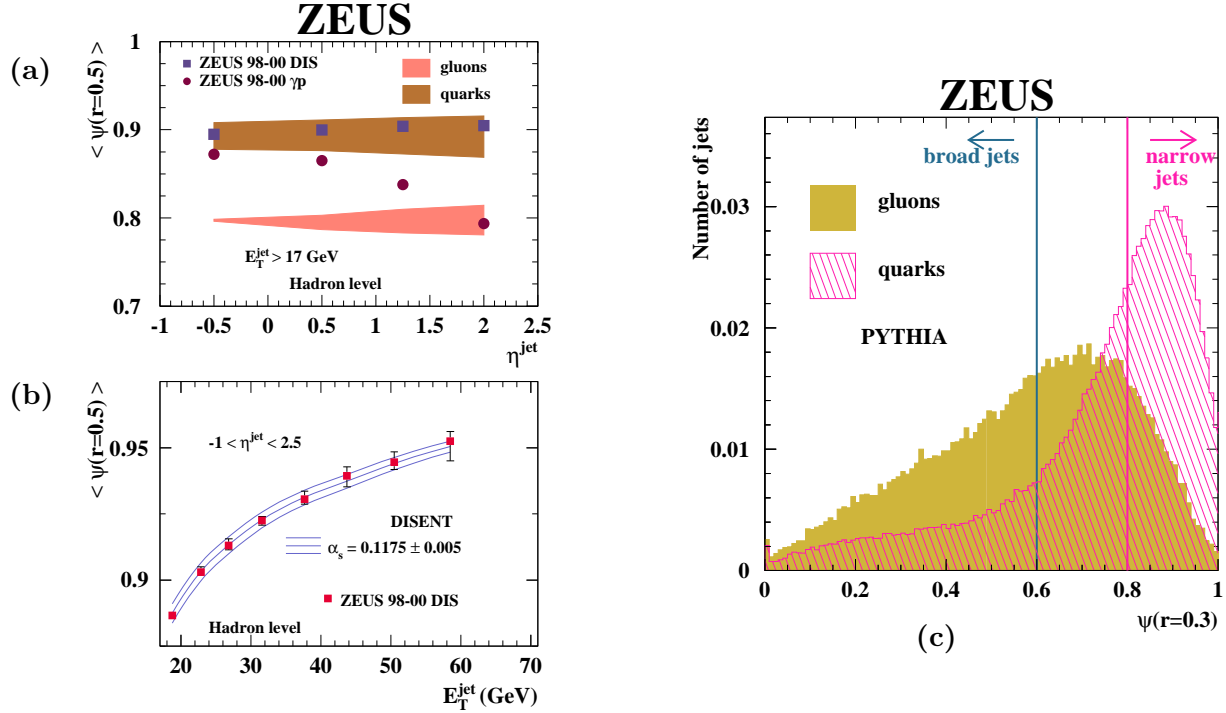 ZEUS
(a)
< ψ(r=0.5) >
1
0.9
0.8
0.7
ZEUS 98-00 DIS
ZEUS 98-00 γp
gluons
quarks
E_T^jet > 17 GeV
Hadron level
-1 -0.5 0 0.5 1 1.5 2 2.5
η^jet
(b)
< ψ(r=0.5) >
0.95
0.9
-1 < η^jet < 2.5
DISENT
α_s = 0.1175 ± 0.005
ZEUS 98-00 DIS
Hadron level
20 30 40 50 60 70
E_T^jet (GeV)
ZEUS
Number of jets
0.03
0.02
0.01
0
broad jets
narrow
jets
gluons
quarks
PYTHIA
0 0.2 0.4 0.6 0.8 1
ψ(r=0.3)
(c)